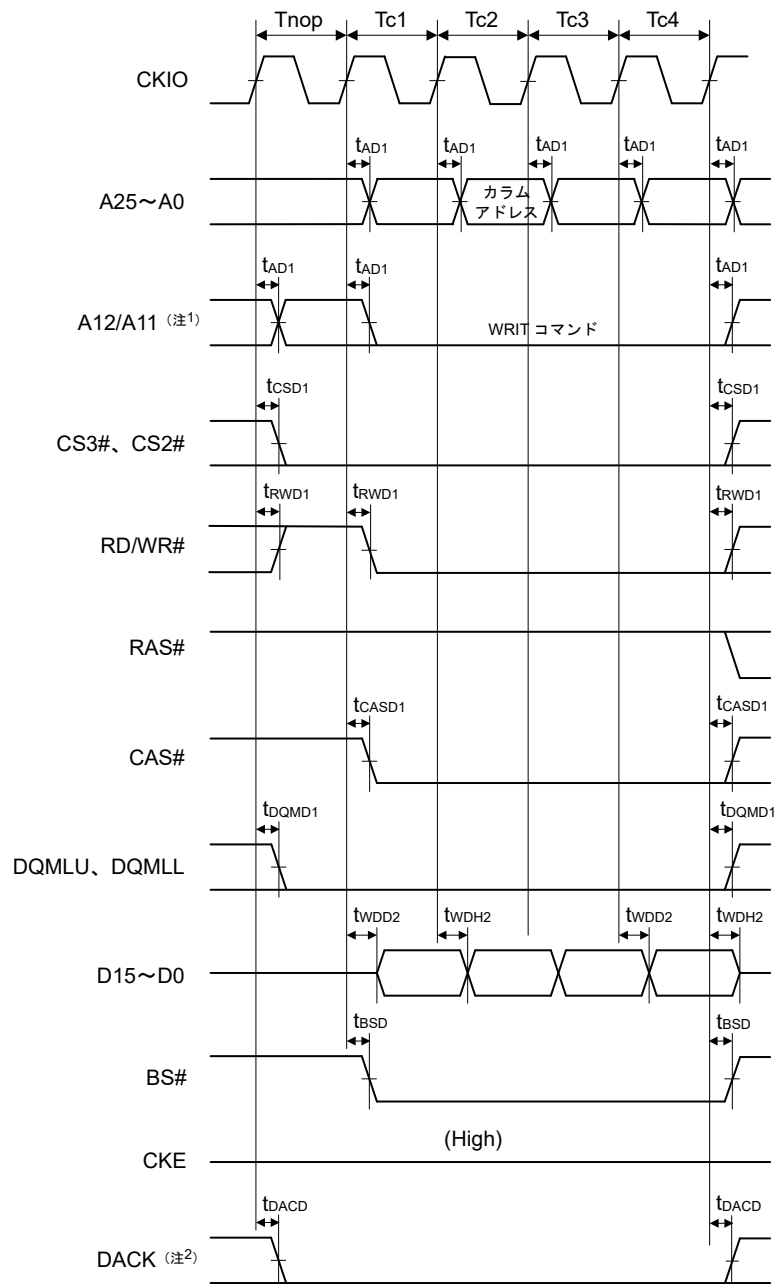 Tnop Tc1 Tc2 Tc3 Tc4
CKIO
tAD1 tAD1 tAD1 tAD1 tAD1
A25～A0
カラム
アドレス
tAD1 tAD1 tAD1
A12/A11（注1）
WRIT コマンド
tCSD1 tCSD1
CS3#、CS2#
tRWD1 tRWD1 tRWD1
RD/WR#
RAS#
tCASD1 tCASD1
CAS#
tDQMD1 tDQMD1
DQMLU、DQMLL
tWDD2 tWDH2 tWDD2 tWDH2
D15～D0
tBSD tBSD
BS#
(High)
CKE
tDACD tDACD
DACK（注2）